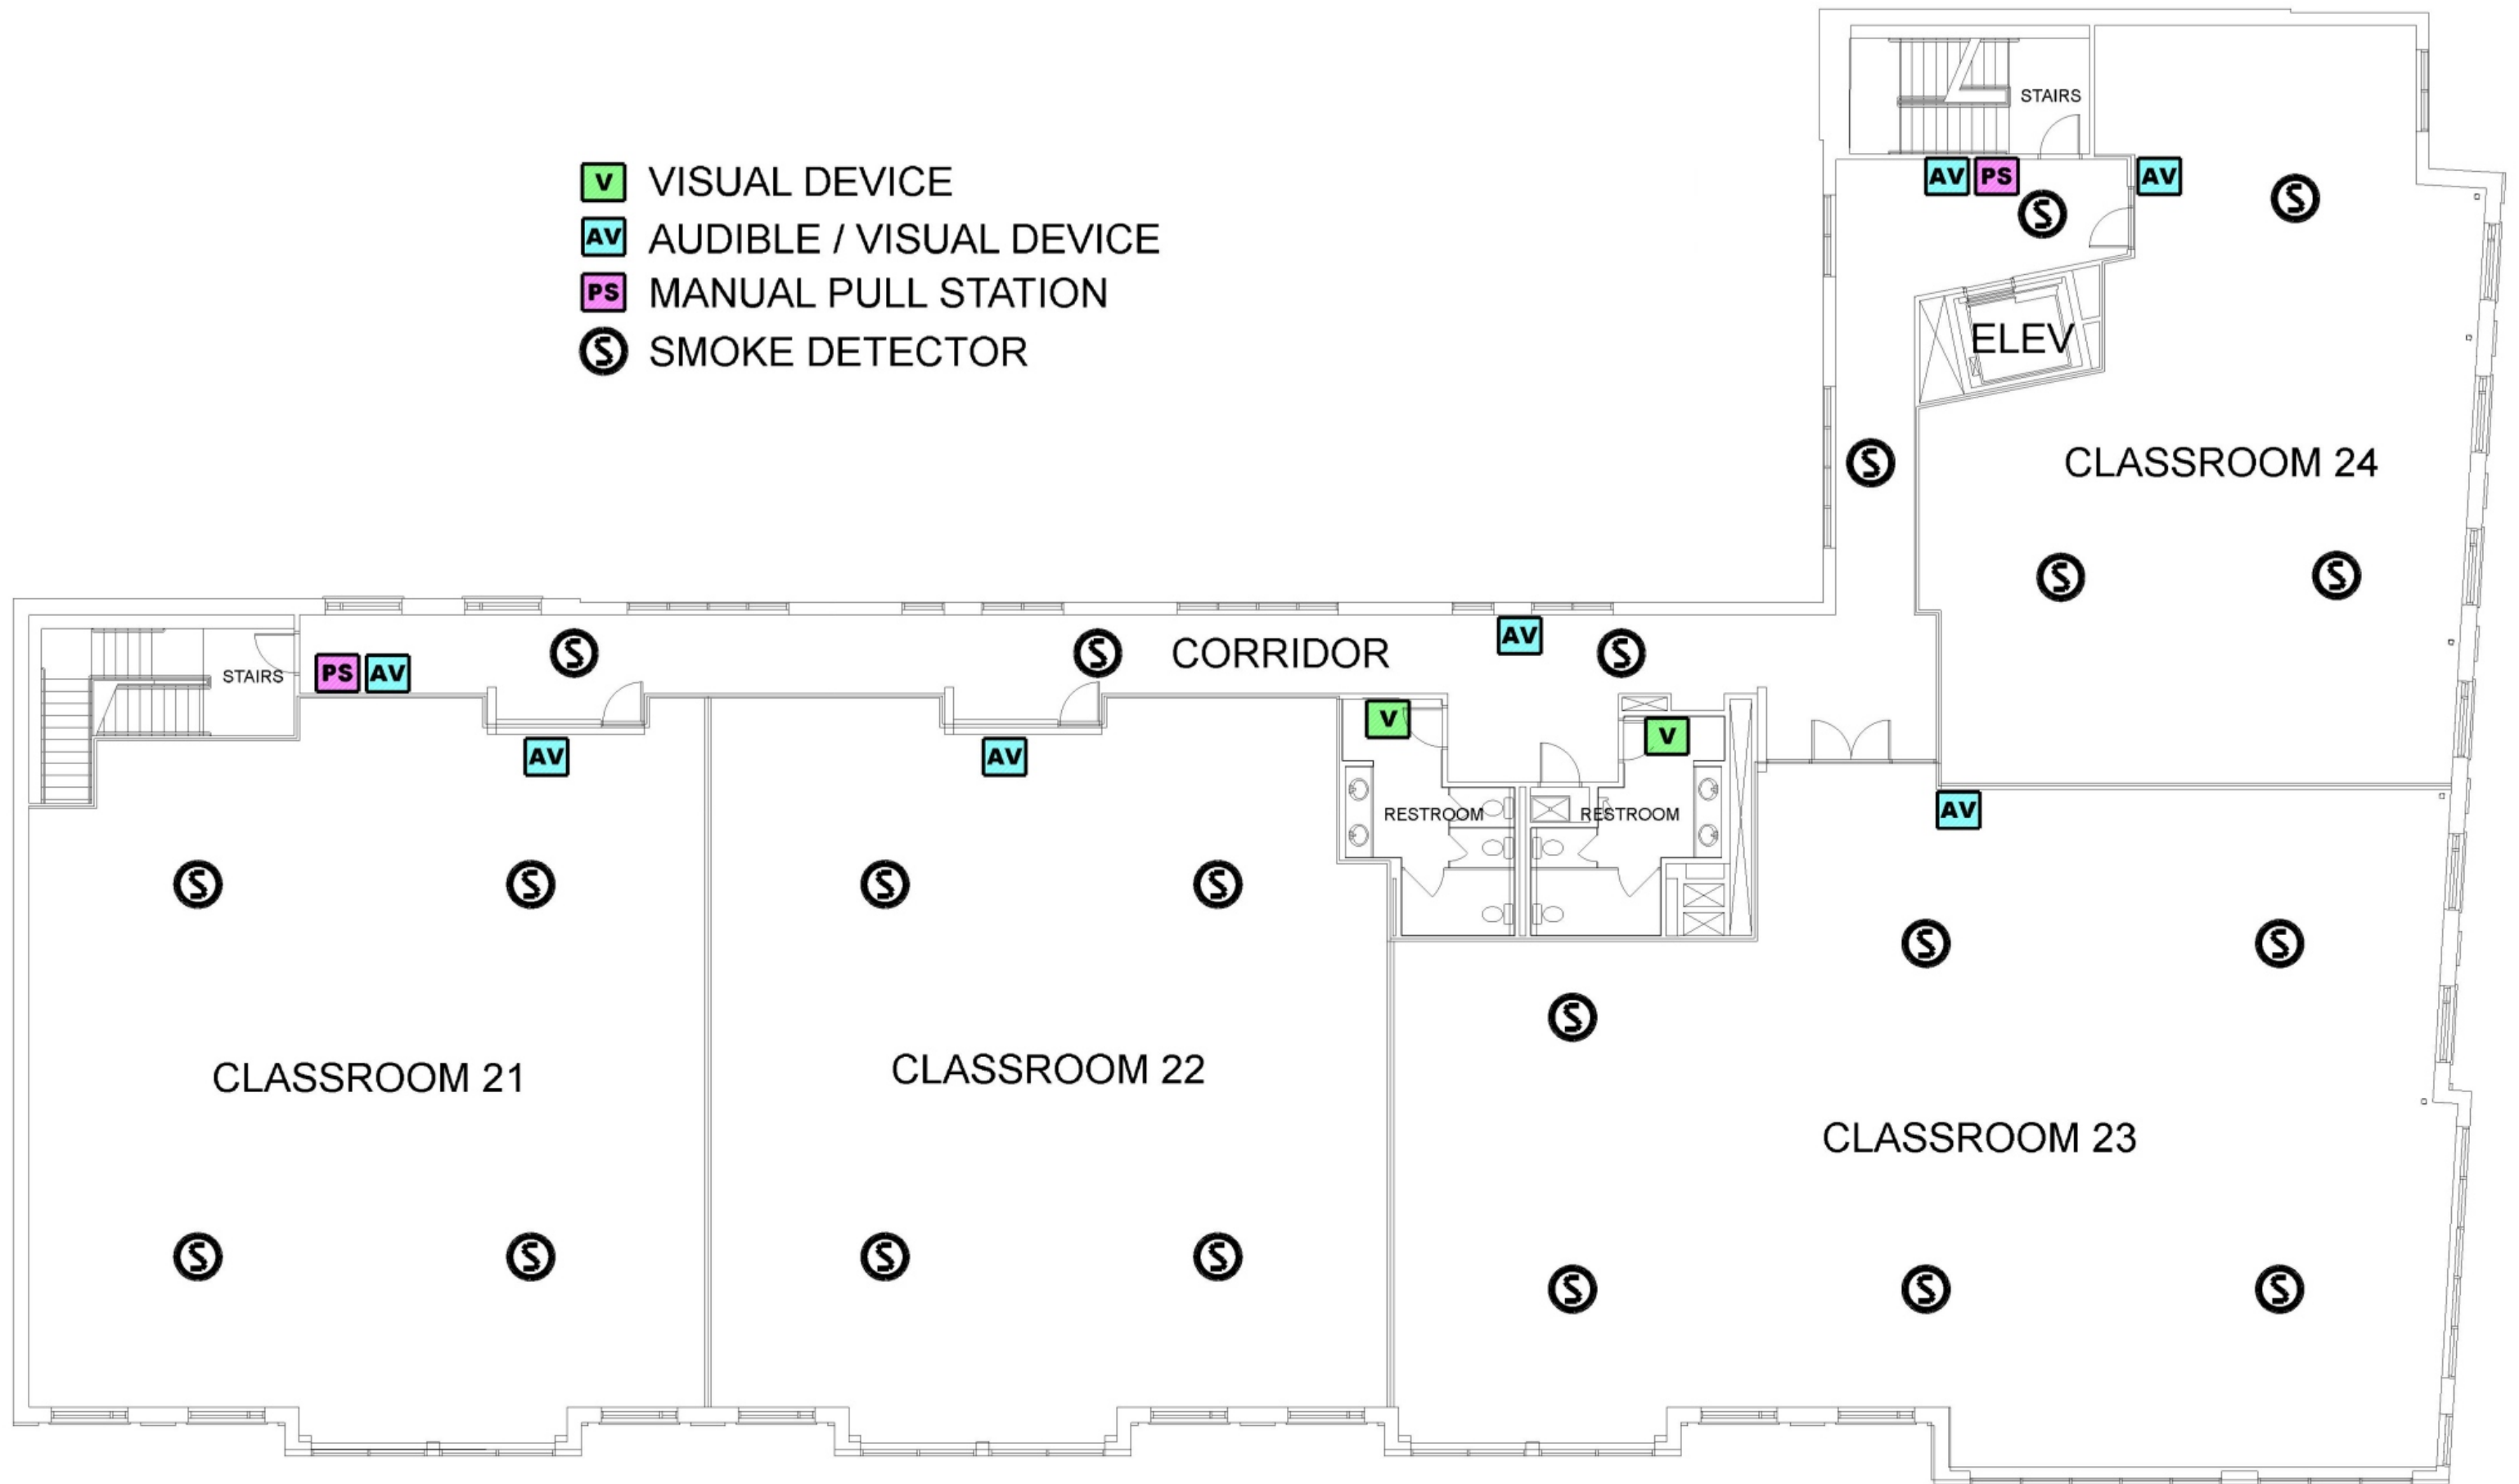 STAIRS
V VISUAL DEVICE
AV PS AV
S
S
AV AUDIBLE / VISUAL DEVICE
PS MANUAL PULL STATION
ELEV
S SMOKE DETECTOR
S
CLASSROOM 24
S
S
AV
S
S
CORRIDOR
S
PS AV
STAIRS
V
V
AV
AV
RESTROOM
RESTROOM
AV
S
S
S
S
S
S
S
CLASSROOM 21
CLASSROOM 22
CLASSROOM 23
S
S
S
S
S
S
S